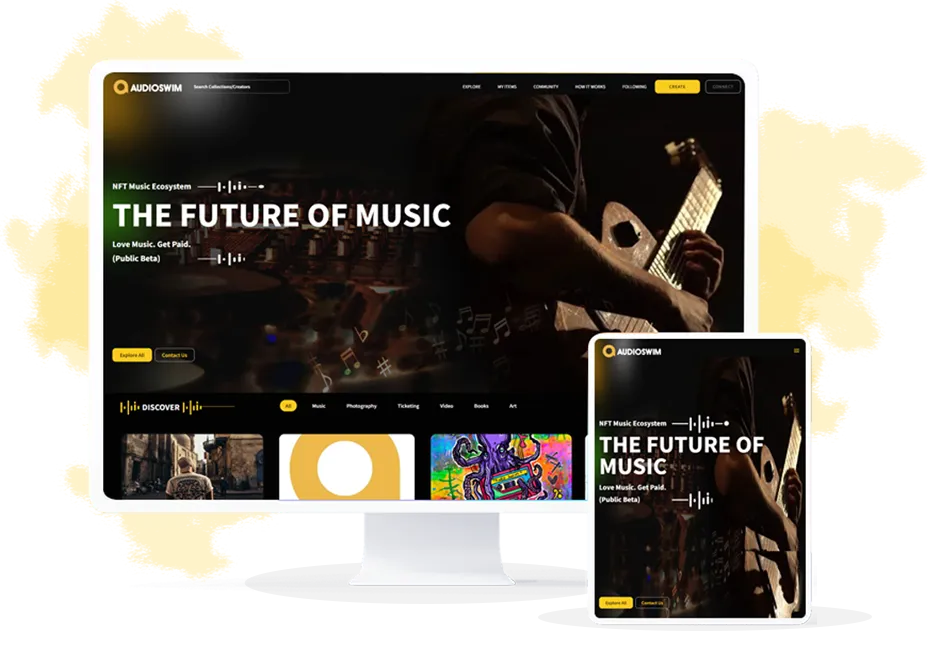 AUDIOSWIM
Search Collections/Creators
EXPLORE
MY ITEMS
COMMUNITY
HOW IT WORKS
FOLLOWING
CREATE
CONNECT
NFT Music Ecosystem
THE FUTURE OF MUSIC
Love Music. Get Paid.
(Public Beta)
Explore All
Contact Us
DISCOVER
All
Music
Photography
Ticketing
Video
Books
Art
AUDIOSWIM
NFT Music Ecosystem
THE FUTURE OF
MUSIC
Love Music. Get Paid.
(Public Beta)
Explore All
Contact Us